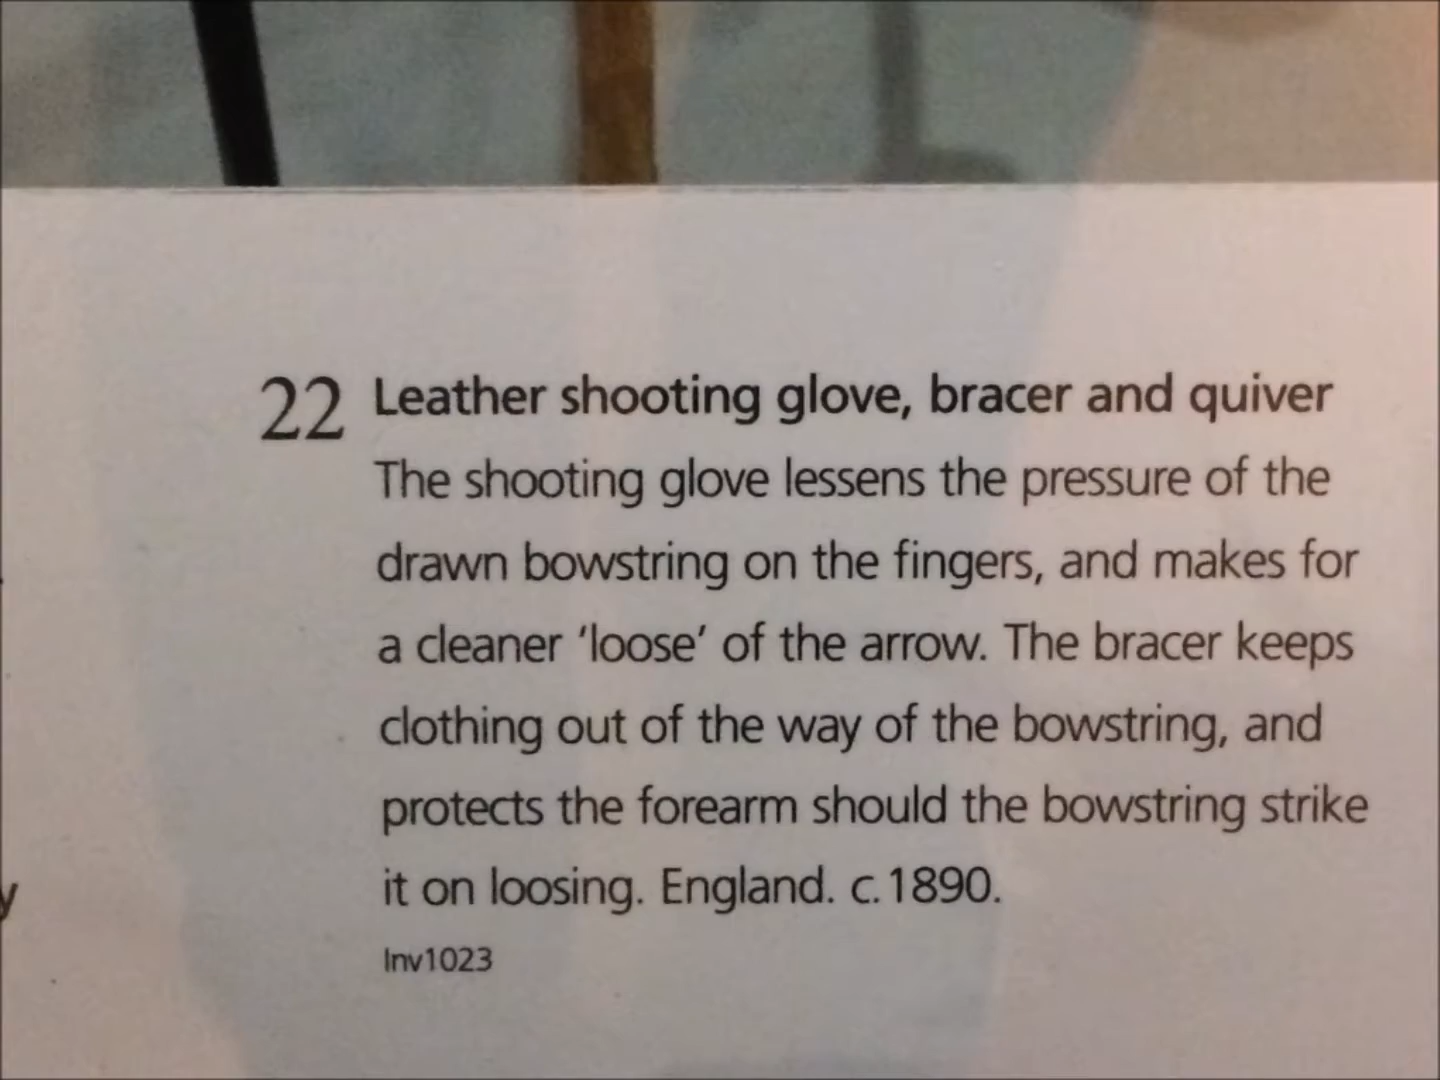 22 Leather shooting glove, bracer and quiver
The shooting glove lessens the pressure of the
drawn bowstring on the fingers, and makes for
a cleaner ‘loose’ of the arrow. The bracer keeps
clothing out of the way of the bowstring, and
protects the forearm should the bowstring strike
it on loosing. England. c.1890.
Inv1023